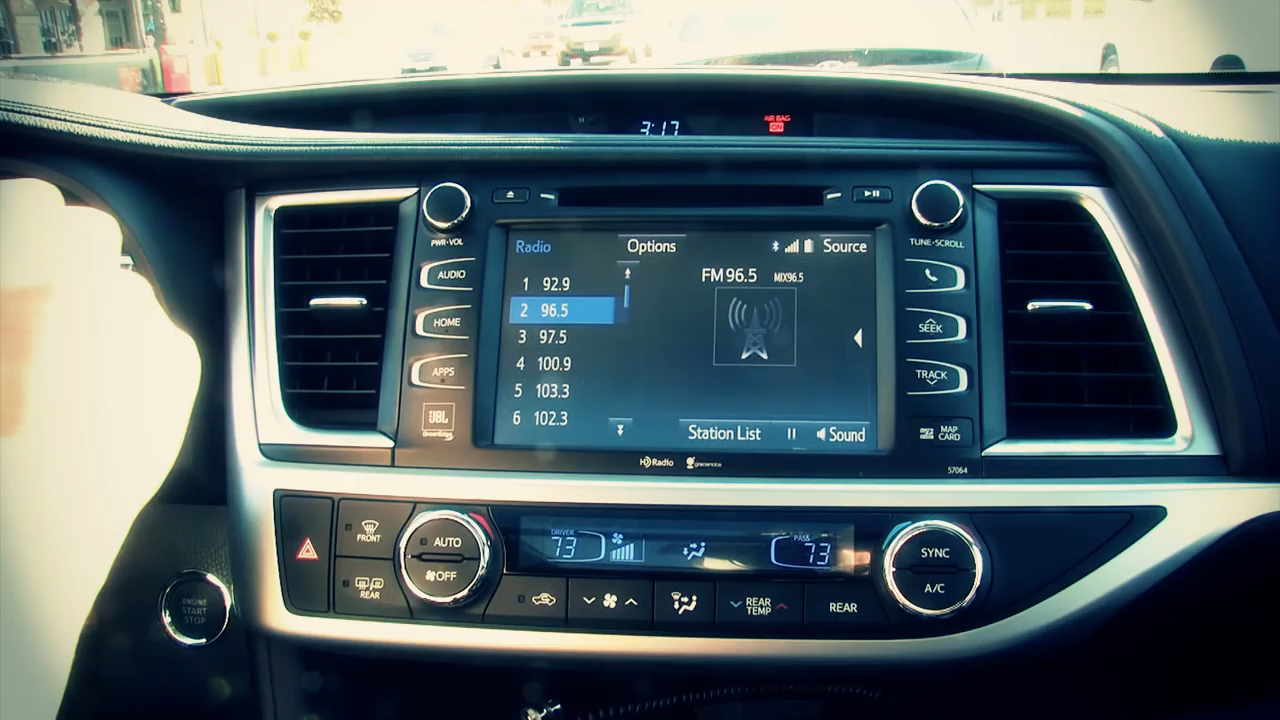 3:17
AIR BAG
ON
PWR•VOL
TUNE•SCROLL
Radio
Options
Source
AUDIO
HOME
APPS
JBL
1 92.9
2 96.5
3 97.5
4 100.9
5 103.3
6 102.3
FM 96.5 MIX96.5
Station List
Sound
SEEK
TRACK
MAP
CARD
HD Radio
gracenote
57064
FRONT
REAR
AUTO
OFF
DRIVER
73
PASS
73
REAR
TEMP
REAR
SYNC
A/C
ENGINE
START
STOP